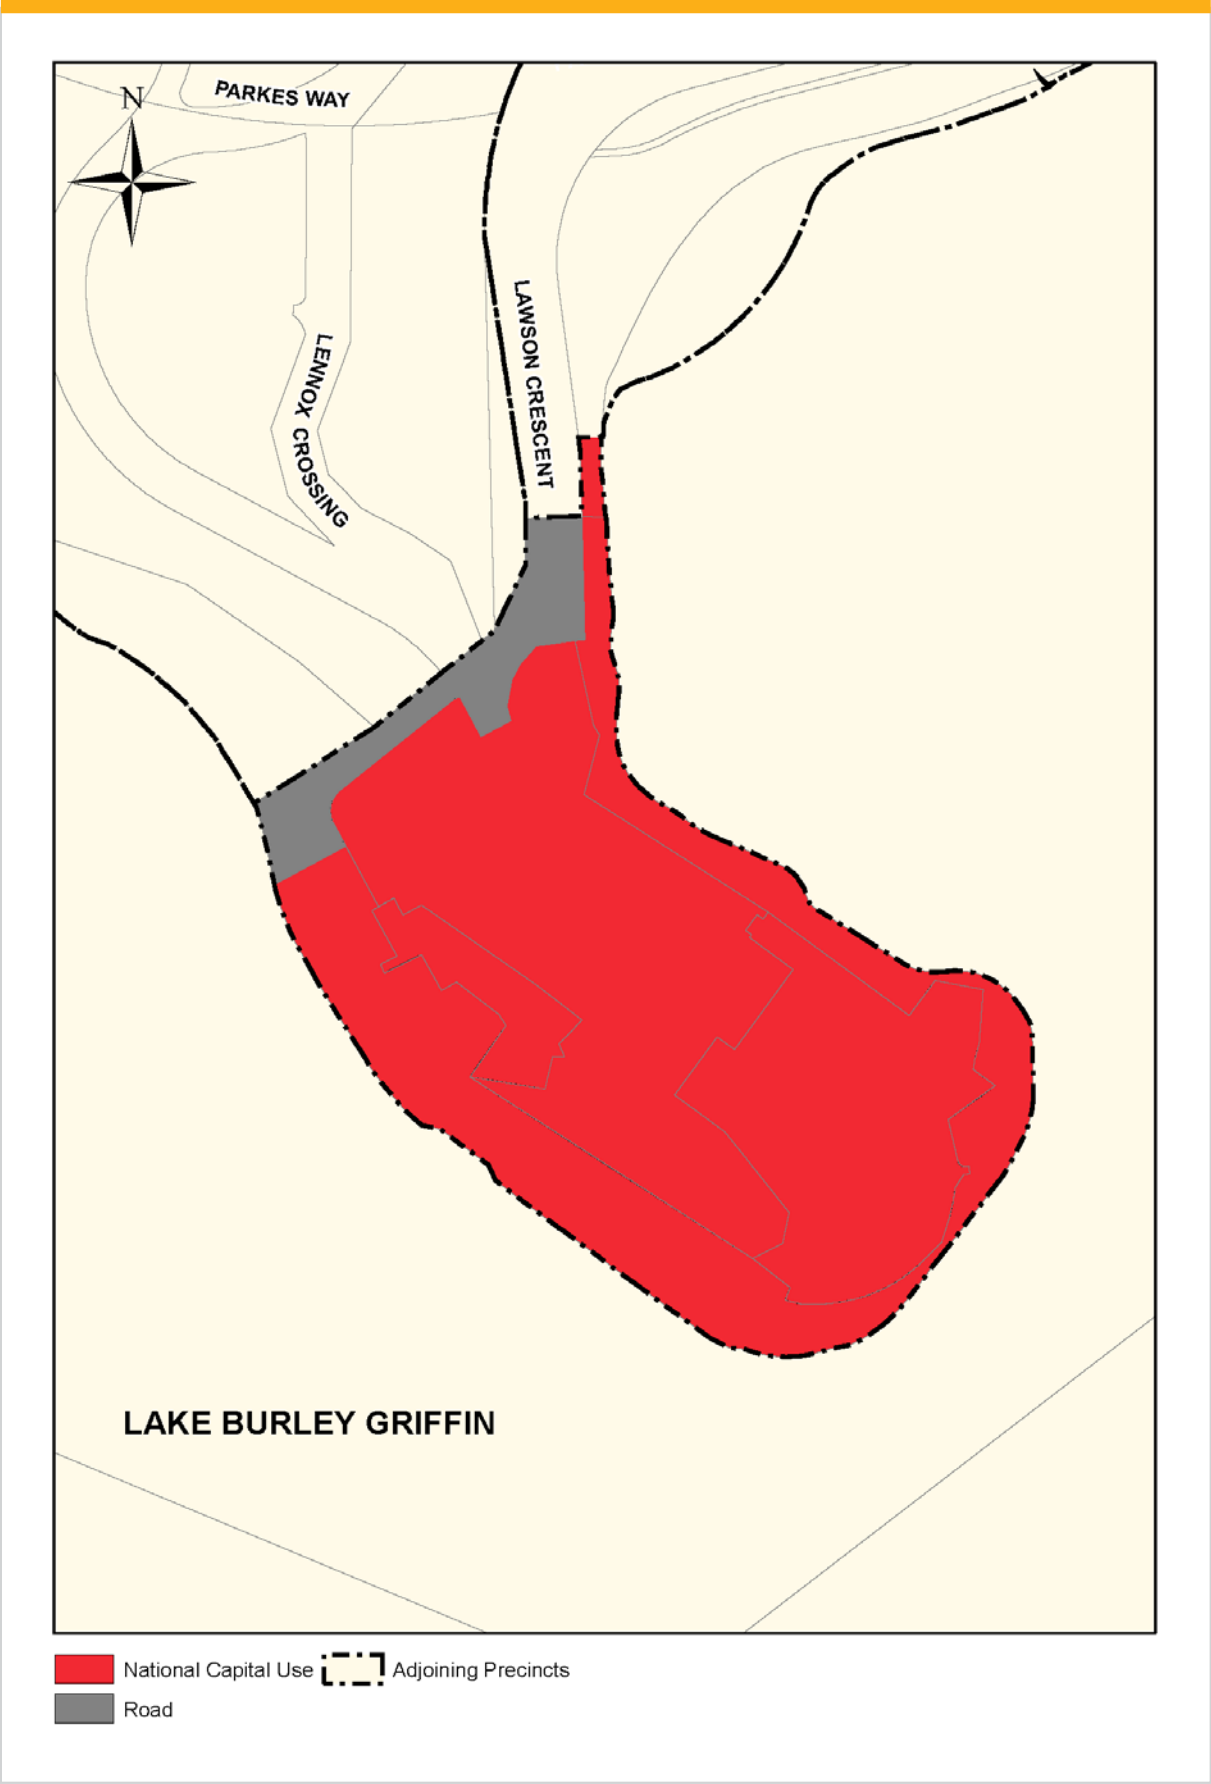 PARKES WAY
N
LAWSON CRESCENT
LENNOX CROSSING
LAKE BURLEY GRIFFIN
National Capital Use
Adjoining Precincts
Road